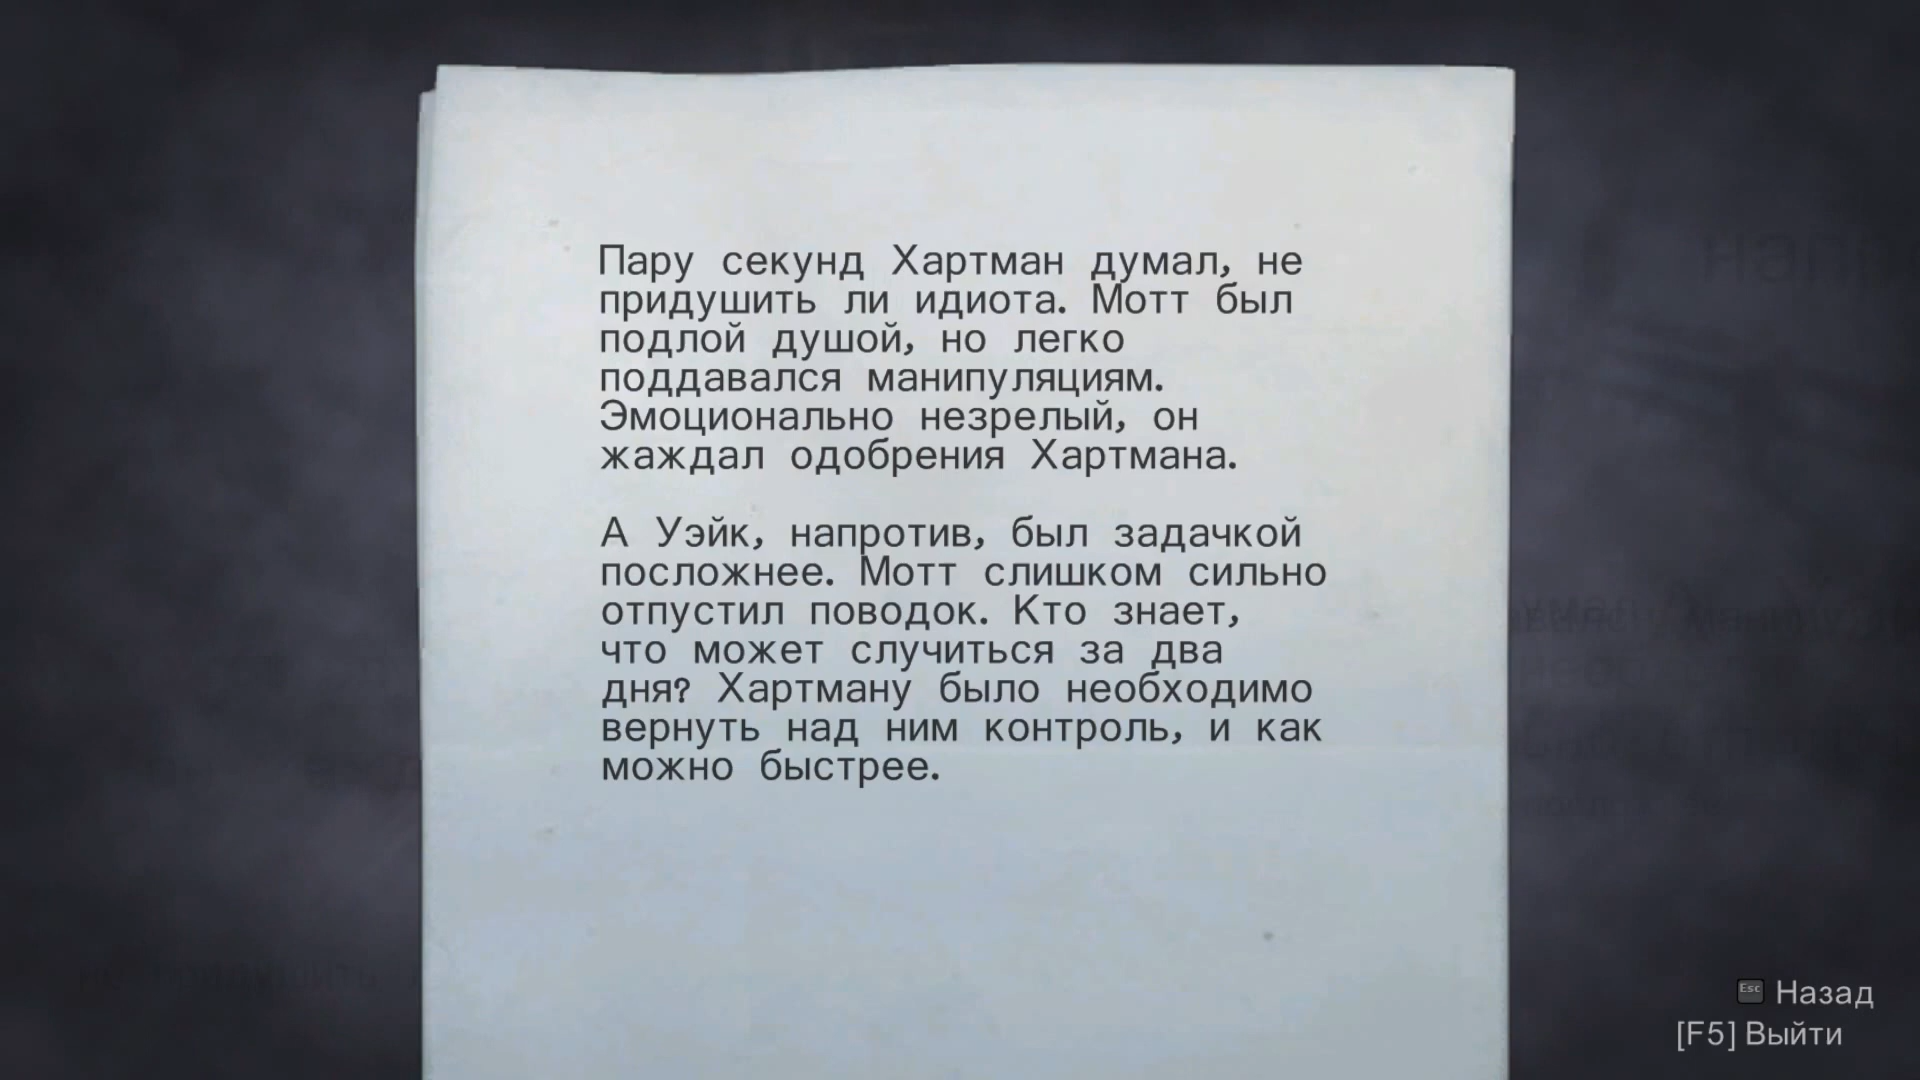 Пару секунд Хартман думал, не
придушить ли идиота. Мотт был
подлой душой, но легко
поддавался манипуляциям.
Эмоционально незрелый, он
жаждал одобрения Хартмана.
А Уэйк, напротив, был задачкой
посложнее. Мотт слишком сильно
отпустил поводок. Кто знает,
что может случиться за два
дня? Хартману было необходимо
вернуть над ним контроль, и как
можно быстрее.
Esc Назад
[F5] Выйти